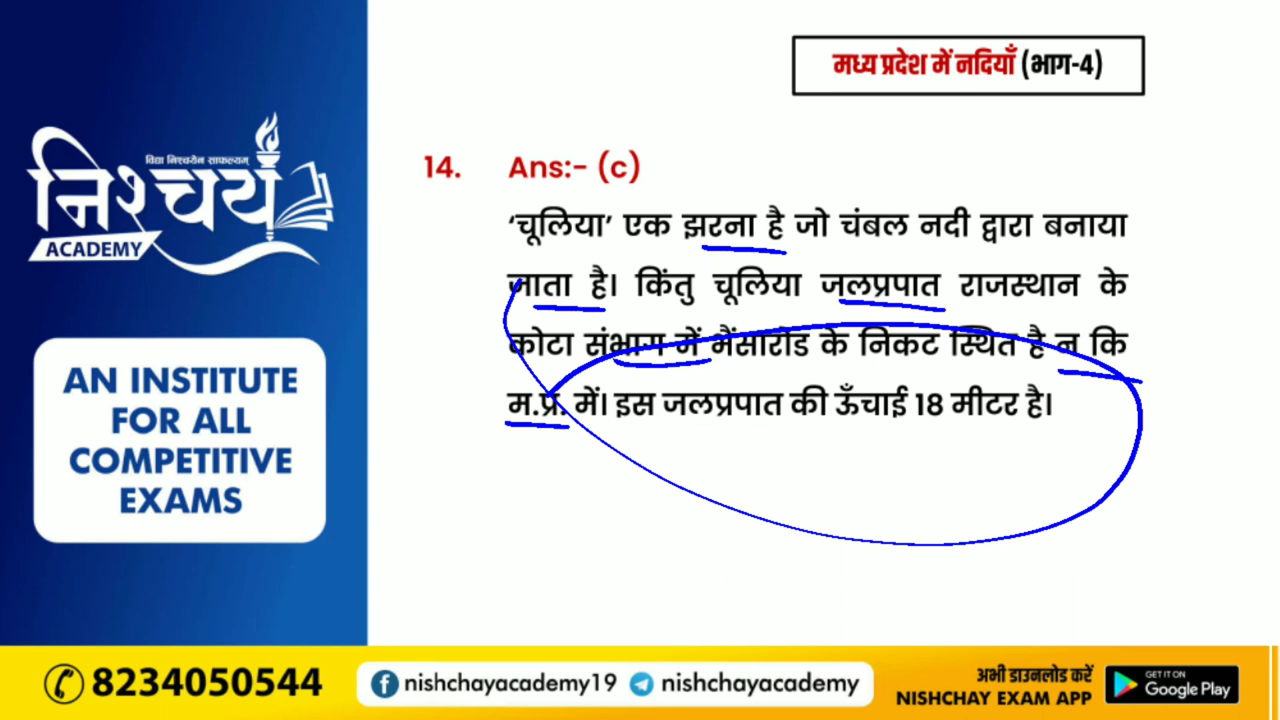 मध्य प्रदेश में नदियाँ (भाग-4)
विद्या निश्चयेन साफल्यम्
निश्चय
ACADEMY
AN INSTITUTE
FOR ALL
COMPETITIVE
EXAMS
14. Ans:- (c)
‘चूलिया’ एक झरना है जो चंबल नदी द्वारा बनाया
जाता है। किंतु चूलिया जलप्रपात राजस्थान के
कोटा संभाग में भैंसारोड के निकट स्थित है न कि
म.प्र. में। इस जलप्रपात की ऊँचाई 18 मीटर है।
8234050544
nishchayacademy19
nishchayacademy
अभी डाउनलोड करें
NISHCHAY EXAM APP
GET IT ON
Google Play